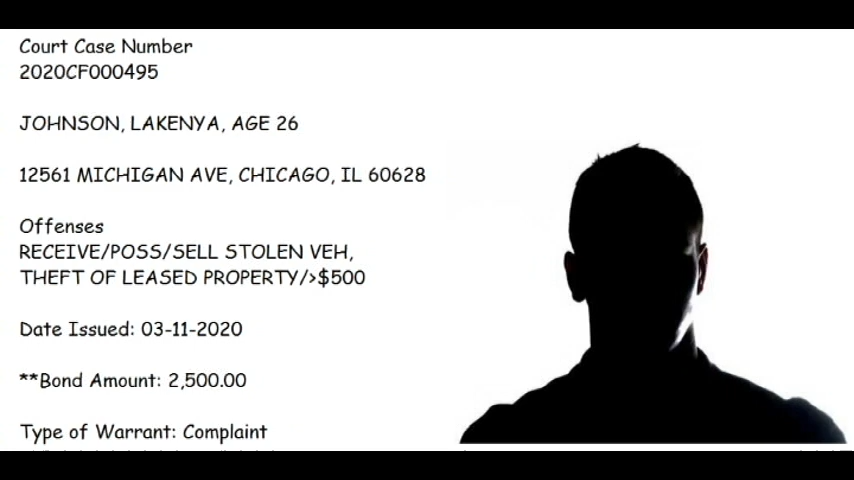 Court Case Number
2020CF000495
JOHNSON, LAKENYA, AGE 26
12561 MICHIGAN AVE, CHICAGO, IL 60628
Offenses
RECEIVE/POSS/SELL STOLEN VEH,
THEFT OF LEASED PROPERTY/>$500
Date Issued: 03-11-2020
**Bond Amount: 2,500.00
Type of Warrant: Complaint